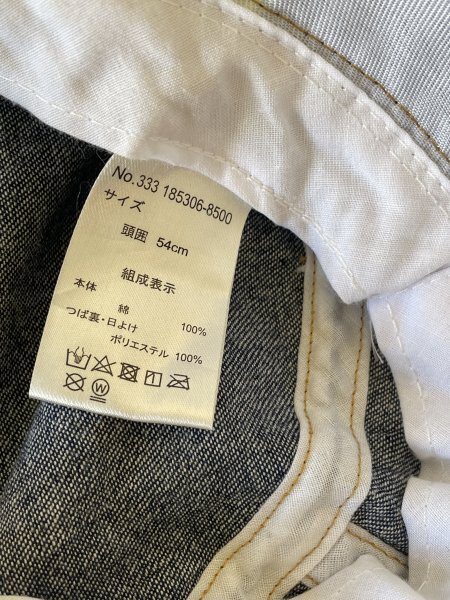 No.333 185306-8500
サイズ
頭囲 54cm
組成表示
本体 綿 100%
つば裏・日よけ
ポリエステル 100%
W